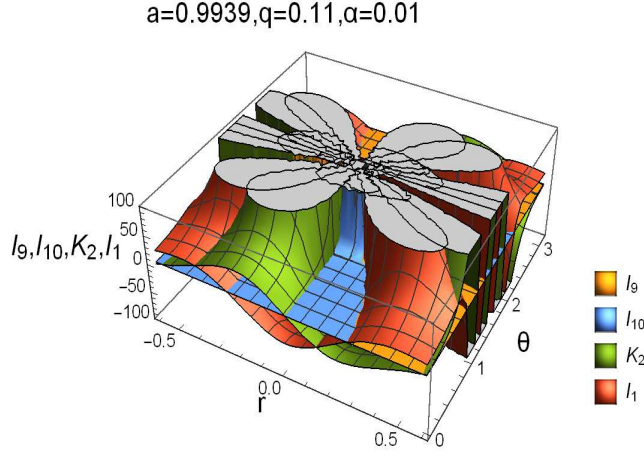 a=0.9939,q=0.11,α=0.01
100
50
0
−50
−100
I₉,I₁₀,K₂,I₁
−0.5
0.0
0.5
r
0
1
2
3
θ
I₉
I₁₀
K₂
I₁